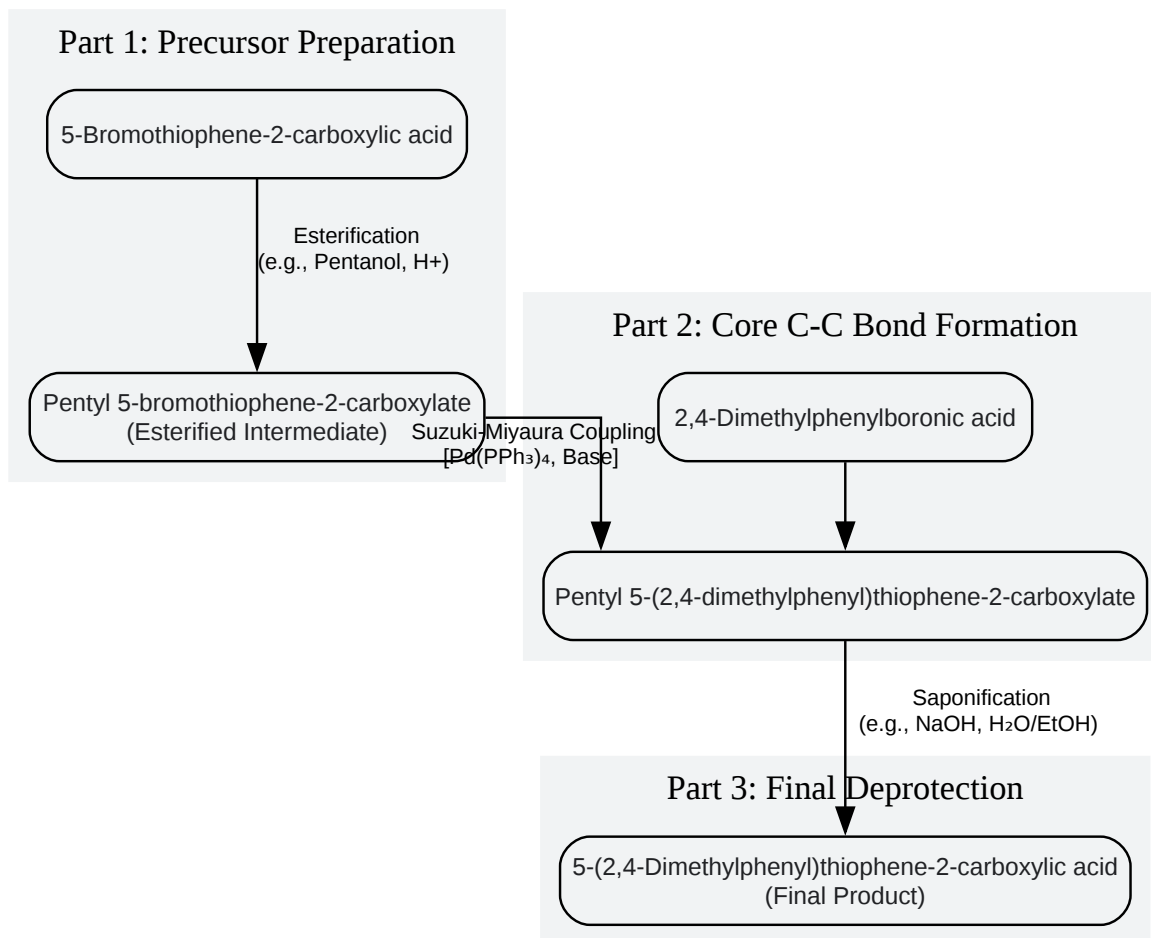 Part 1: Precursor Preparation
5-Bromothiophene-2-carboxylic acid
Esterification
(e.g., Pentanol, H+)
Pentyl 5-bromothiophene-2-carboxylate
(Esterified Intermediate)
Suzuki-Miyaura Coupling
[Pd(PPh₃)₄, Base]
Part 2: Core C-C Bond Formation
2,4-Dimethylphenylboronic acid
Pentyl 5-(2,4-dimethylphenyl)thiophene-2-carboxylate
Saponification
(e.g., NaOH, H₂O/EtOH)
Part 3: Final Deprotection
5-(2,4-Dimethylphenyl)thiophene-2-carboxylic acid
(Final Product)